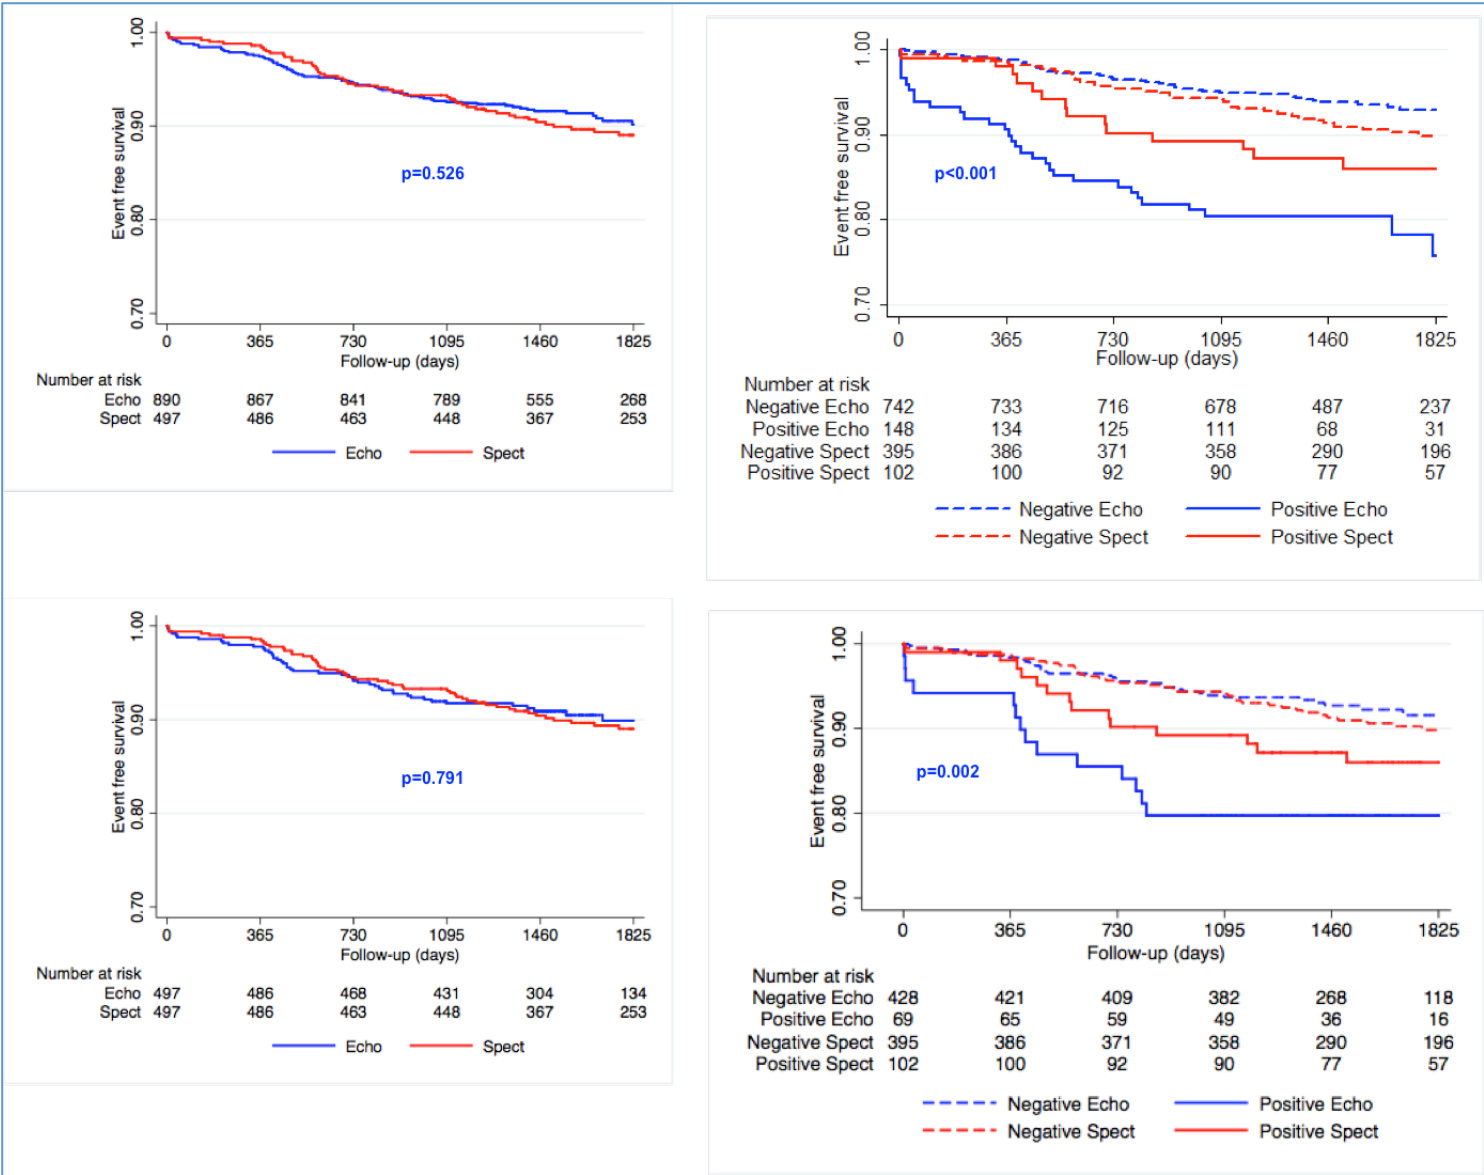 1.00
0.90
0.80
0.70
Event free survival
p=0.526
0 365 730 1095 1460 1825
Follow-up (days)
Number at risk
Echo 890 867 841 789 555 268
Spect 497 486 463 448 367 253
Echo Spect
1.00
0.90
0.80
0.70
Event free survival
p<0.001
0 365 730 1095 1460 1825
Follow-up (days)
Number at risk
Negative Echo 742 733 716 678 487 237
Positive Echo 148 134 125 111 68 31
Negative Spect 395 386 371 358 290 196
Positive Spect 102 100 92 90 77 57
Negative Echo Positive Echo
Negative Spect Positive Spect
1.00
0.90
0.80
0.70
Event free survival
p=0.791
0 365 730 1095 1460 1825
Follow-up (days)
Number at risk
Echo 497 486 468 431 304 134
Spect 497 486 463 448 367 253
Echo Spect
1.00
0.90
0.80
0.70
Event free survival
p=0.002
0 365 730 1095 1460 1825
Follow-up (days)
Number at risk
Negative Echo 428 421 409 382 268 118
Positive Echo 69 65 59 49 36 16
Negative Spect 395 386 371 358 290 196
Positive Spect 102 100 92 90 77 57
Negative Echo Positive Echo
Negative Spect Positive Spect